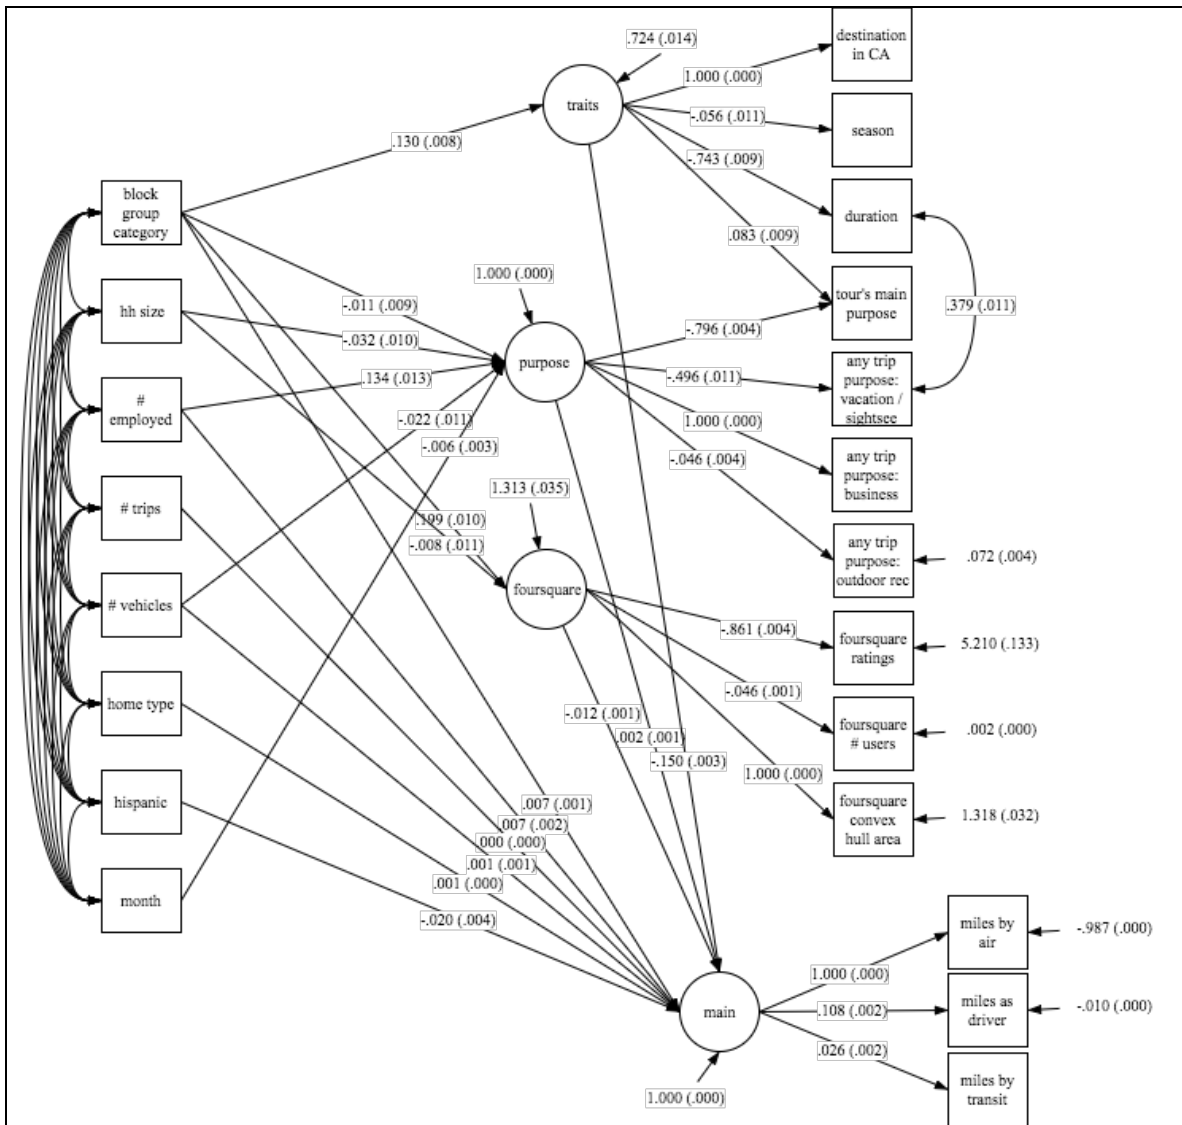 .724 (.014)
destination
in CA
1.000 (.000)
traits
-.056 (.011)
season
.130 (.008)
-.743 (.009)
block
group
category
duration
.083 (.009)
1.000 (.000)
tour's main
purpose
.379 (.011)
-.011 (.009)
hh size
-.796 (.004)
-.032 (.010)
purpose
.134 (.013)
-.496 (.011)
any trip
purpose:
vacation /
sightsee
#
employed
-.022 (.011)
1.000 (.000)
-.006 (.003)
-.046 (.004)
any trip
purpose:
business
1.313 (.035)
# trips
.199 (.010)
-.008 (.011)
any trip
purpose:
outdoor rec
.072 (.004)
foursquare
# vehicles
-.861 (.004)
foursquare
ratings
5.210 (.133)
-.046 (.001)
home type
-.012 (.001)
foursquare
# users
.002 (.000)
.002 (.001)
-.150 (.003)
1.000 (.000)
hispanic
.007 (.001)
foursquare
convex
hull area
1.318 (.032)
.007 (.002)
.000 (.000)
.001 (.001)
.001 (.000)
month
-.020 (.004)
miles by
air
-.987 (.000)
1.000 (.000)
main
.108 (.002)
miles as
driver
-.010 (.000)
.026 (.002)
1.000 (.000)
miles by
transit